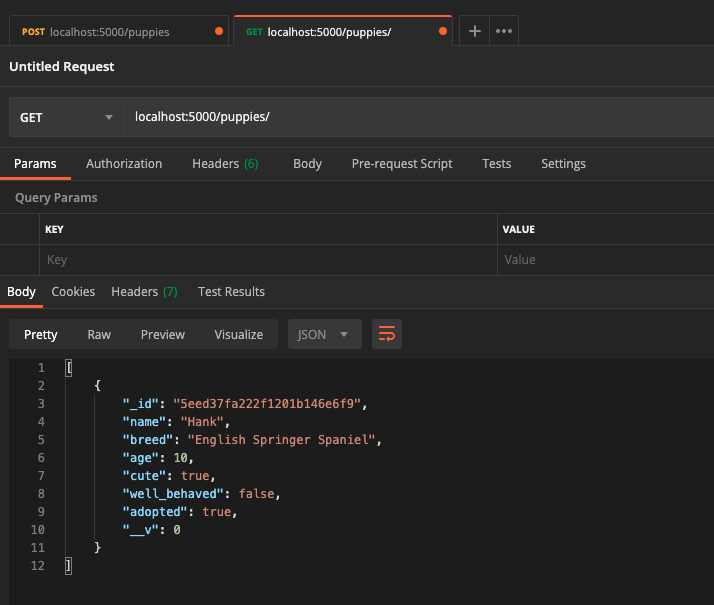 POST localhost:5000/puppies GET localhost:5000/puppies/ + •••
Untitled Request
GET localhost:5000/puppies/
Params Authorization Headers (6) Body Pre-request Script Tests Settings
Query Params
KEY VALUE
Key Value
Body Cookies Headers (7) Test Results
Pretty Raw Preview Visualize JSON
1 [
2 {
3 "_id": "5eed37fa222f1201b146e6f9",
4 "name": "Hank",
5 "breed": "English Springer Spaniel",
6 "age": 10,
7 "cute": true,
8 "well_behaved": false,
9 "adopted": true,
10 "__v": 0
11 }
12 ]